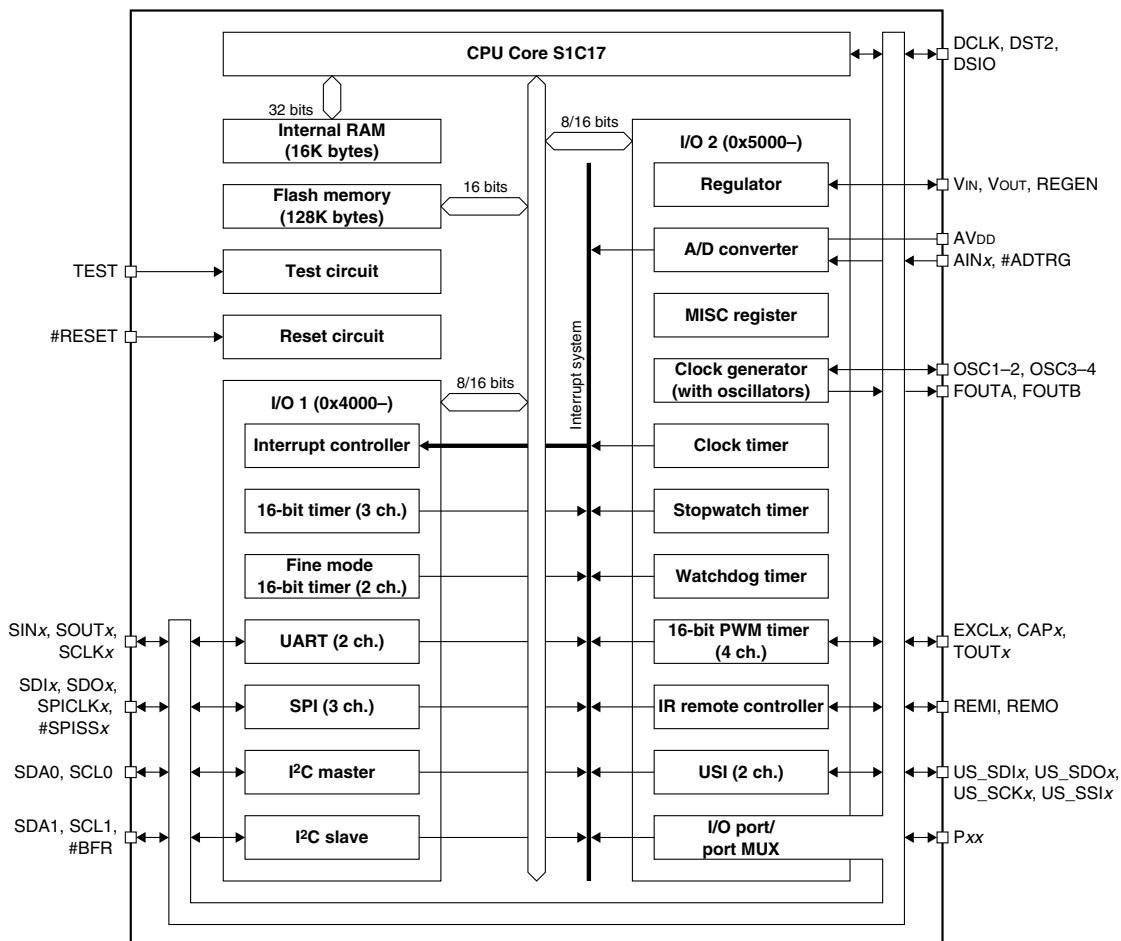 CPU Core S1C17
DCLK, DST2,
DSIO
32 bits
Internal RAM
(16K bytes)
8/16 bits
I/O 2 (0x5000–)
Flash memory
(128K bytes)
16 bits
Regulator
VIN, VOUT, REGEN
TEST
Test circuit
A/D converter
AVDD
AINx, #ADTRG
#RESET
Reset circuit
MISC register
Interrupt system
Clock generator
(with oscillators)
OSC1–2, OSC3–4
FOUTA, FOUTB
8/16 bits
I/O 1 (0x4000–)
Interrupt controller
Clock timer
16-bit timer (3 ch.)
Stopwatch timer
Fine mode
16-bit timer (2 ch.)
Watchdog timer
SINx, SOUTx,
SCLKx
UART (2 ch.)
16-bit PWM timer
(4 ch.)
EXCLx, CAPx,
TOUTx
SDIx, SDOx,
SPICLKx,
#SPISSx
SPI (3 ch.)
IR remote controller
REMI, REMO
SDA0, SCL0
I²C master
USI (2 ch.)
US_SDIx, US_SDOx,
US_SCKx, US_SSIx
SDA1, SCL1,
#BFR
I²C slave
I/O port/
port MUX
Pxx